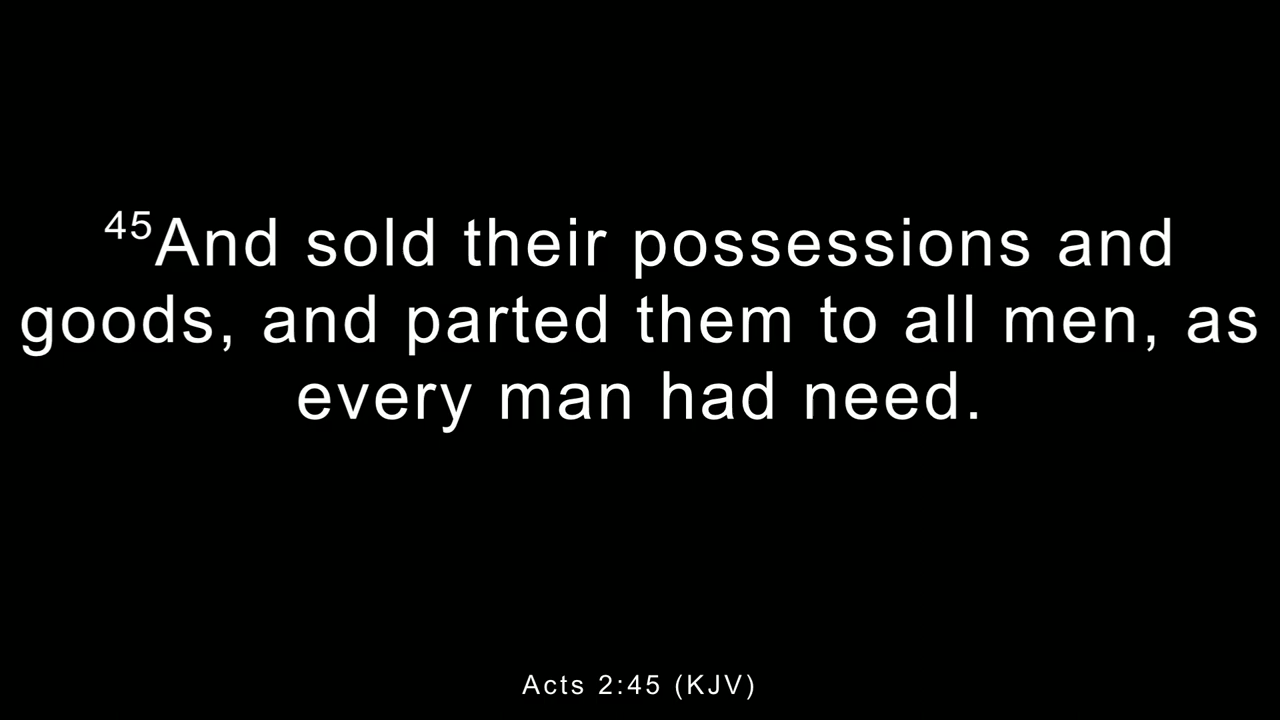 45And sold their possessions and
goods, and parted them to all men, as
every man had need.
Acts 2:45 (KJV)